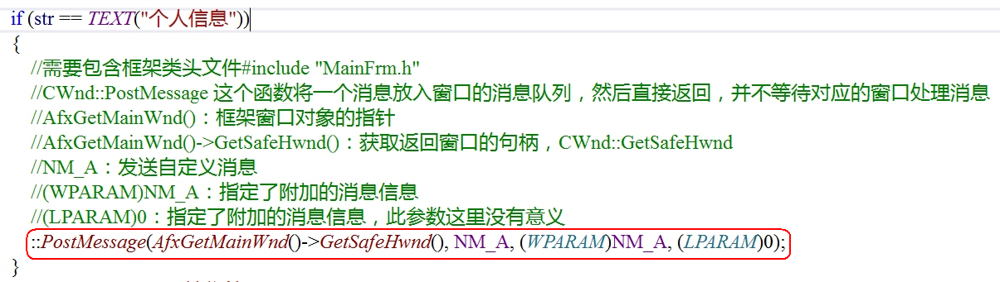 if (str == TEXT("个人信息"))
{
//需要包含框架类头文件#include "MainFrm.h"
//CWnd::PostMessage 这个函数将一个消息放入窗口的消息队列，然后直接返回，并不等待对应的窗口处理消息
//AfxGetMainWnd()：框架窗口对象的指针
//AfxGetMainWnd()->GetSafeHwnd()：获取返回窗口的句柄，CWnd::GetSafeHwnd
//NM_A：发送自定义消息
//(WPARAM)NM_A：指定了附加的消息信息
//(LPARAM)0：指定了附加的消息信息，此参数这里没有意义
::PostMessage(AfxGetMainWnd()->GetSafeHwnd(), NM_A, (WPARAM)NM_A, (LPARAM)0);
}